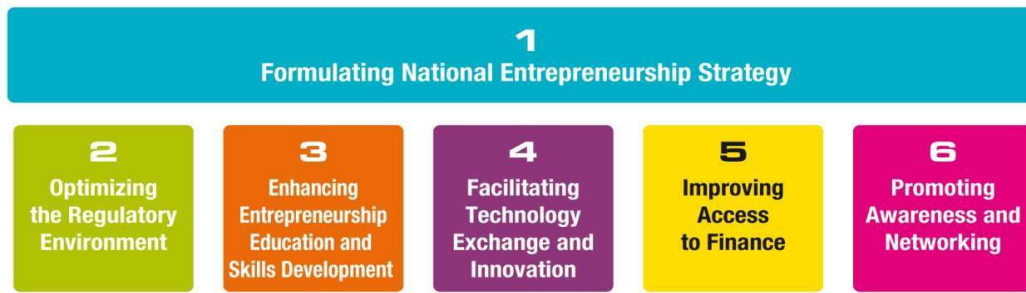 1
Formulating National Entrepreneurship Strategy
2
Optimizing
the Regulatory
Environment
3
Enhancing
Entrepreneurship
Education and
Skills Development
4
Facilitating
Technology
Exchange and
Innovation
5
Improving
Access
to Finance
6
Promoting
Awareness and
Networking